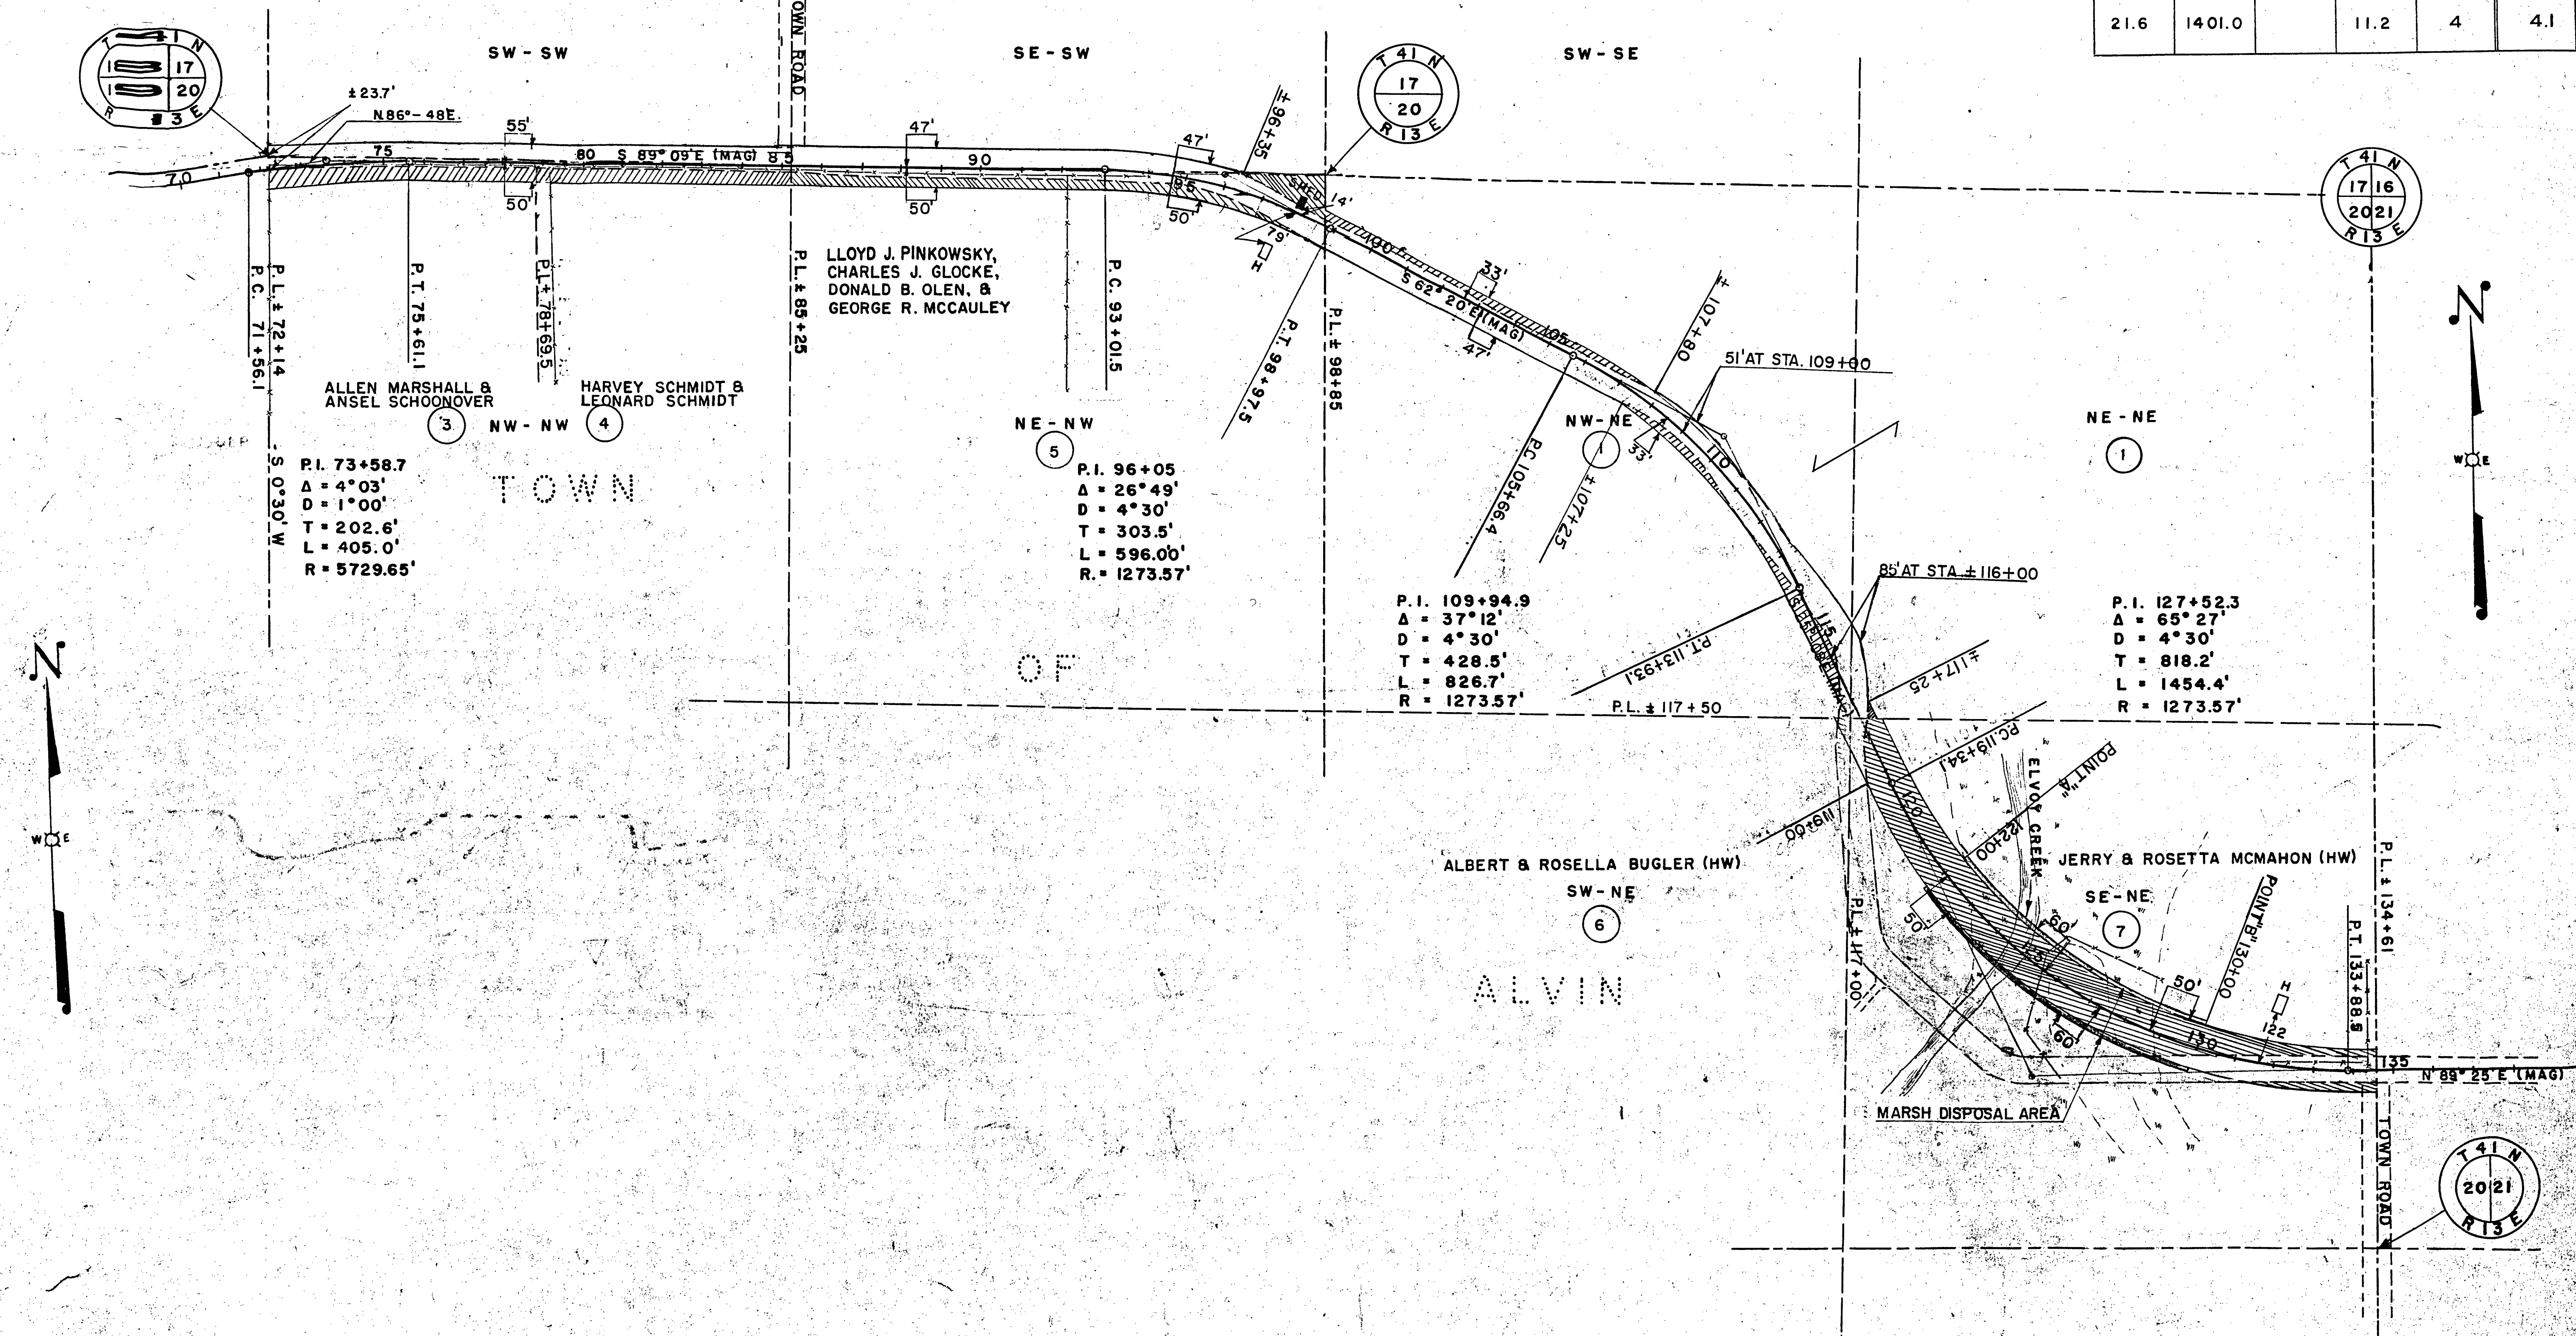 21.6 1401.0 11.2 4 4.1
SW - SW
TOWN ROAD
SE - SW
SW - SE
17
20
T 41 N
17
20
R 13 E
T 41 N
17 16
20 21
R 13 E
± 23.7'
N 86° - 48 E.
55'
47'
47'
± 96+35
70
75
80
S 89° 09' E (MAG)
85
90
95
50'
50'
50'
SHED
14'
79'
H
100
33'
S 62° 20' E (MAG)
47'
105
± 107+80
51' AT STA. 109+00
P.C. 71+56.1
P.L. ± 72+14
P.T. 75+61.1
P.L. ± 78+69.5
P.L. ± 85+25
LLOYD J. PINKOWSKY,
CHARLES J. GLOCKE,
DONALD B. OLEN, &
GEORGE R. MCCAULEY
P.C. 93+01.5
P.T. 98+97.5
P.L. ± 98+85
ALLEN MARSHALL &
ANSEL SCHOONOVER
HARVEY SCHMIDT &
LEONARD SCHMIDT
3
NW - NW
4
NE - NW
5
NW - NE
1
33'
110
NE - NE
1
N
W E
S 0° 30' W
P.I. 73+58.7
Δ = 4° 03'
D = 1° 00'
T = 202.6'
L = 405.0'
R = 5729.65'
TOWN
P.I. 96+05
Δ = 26° 49'
D = 4° 30'
T = 303.5'
L = 596.00'
R. = 1273.57'
P.C. 105+66.4
± 107+25
P.I. 109+94.9
Δ = 37° 12'
D = 4° 30'
T = 428.5'
L = 826.7'
R = 1273.57'
85' AT STA. ± 116+00
P.I. 127+52.3
Δ = 65° 27'
D = 4° 30'
T = 818.2'
L = 1454.4'
R = 1273.57'
115
P.T. 113+93.1
± 117+25
OF
P.L. ± 117+50
N
W E
P.C. 119+34.1
POINT "A"
122+00
ELVOY CREEK
120
119+00
ALBERT & ROSELLA BUGLER (HW)
SW - NE
6
JERRY & ROSETTA MCMAHON (HW)
SE - NE
7
P.L. ± 117+00
50'
60'
125
POINT "B" 130+00
50'
60'
130
H
122
P.T. 133+88.5
P.L. ± 134+61
135
N 89° 25' E (MAG)
ALVIN
MARSH DISPOSAL AREA
TOWN ROAD
T 41 N
20 21
R 13 E